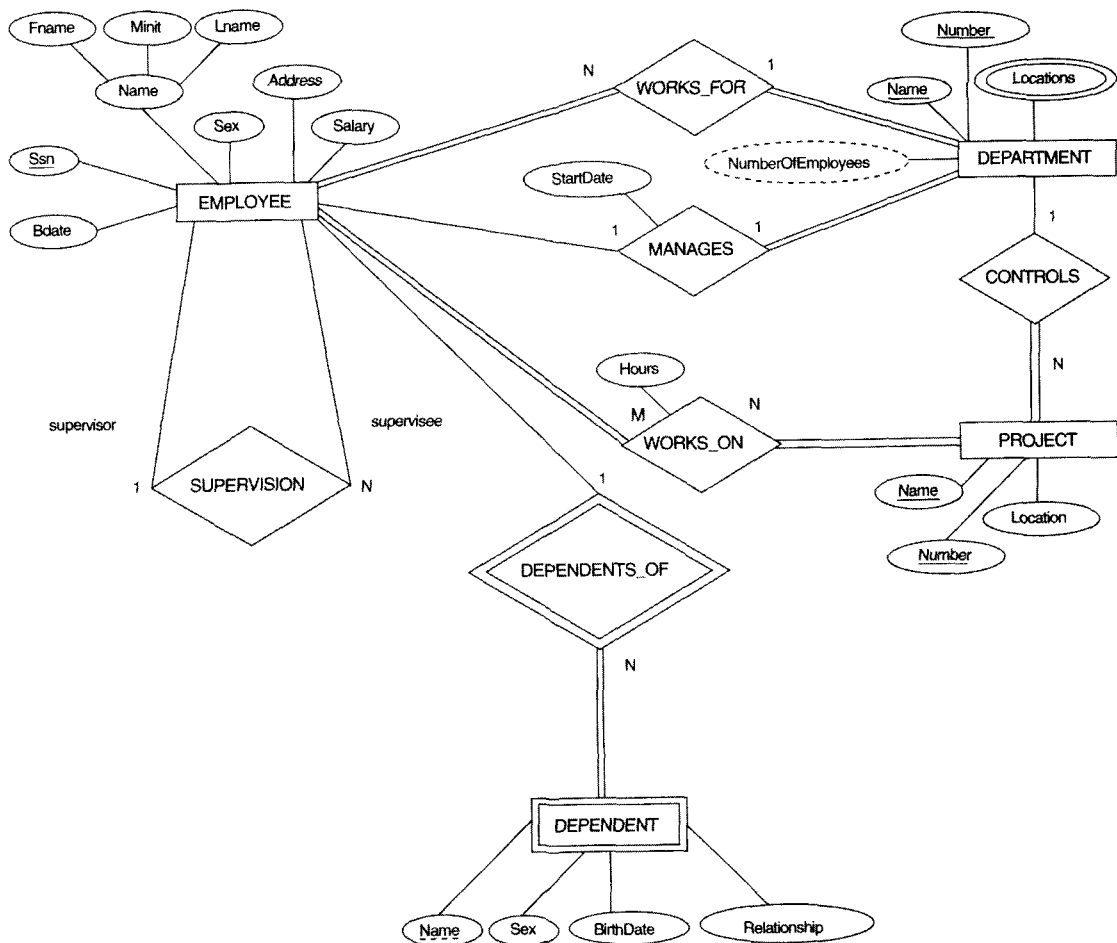 Fname
Minit
Lname
Number
Address
N
1
WORKS_FOR
Locations
Name
Name
Sex
Salary
Ssn
NumberOfEmployees
DEPARTMENT
StartDate
EMPLOYEE
Bdate
1
1
MANAGES
1
CONTROLS
Hours
N
M
N
supervisor
supervisee
WORKS_ON
PROJECT
1
SUPERVISION
N
1
Name
Location
Number
DEPENDENTS_OF
N
DEPENDENT
Name
Sex
BirthDate
Relationship